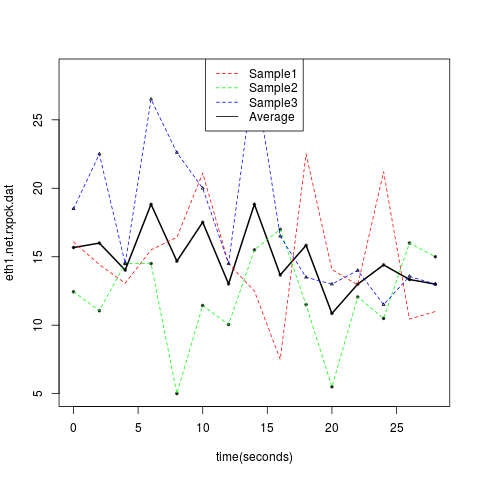 Sample1
Sample2
Sample3
Average
eth1.net.rxpck.dat
25
20
15
10
5
0 5 10 15 20 25
time(seconds)